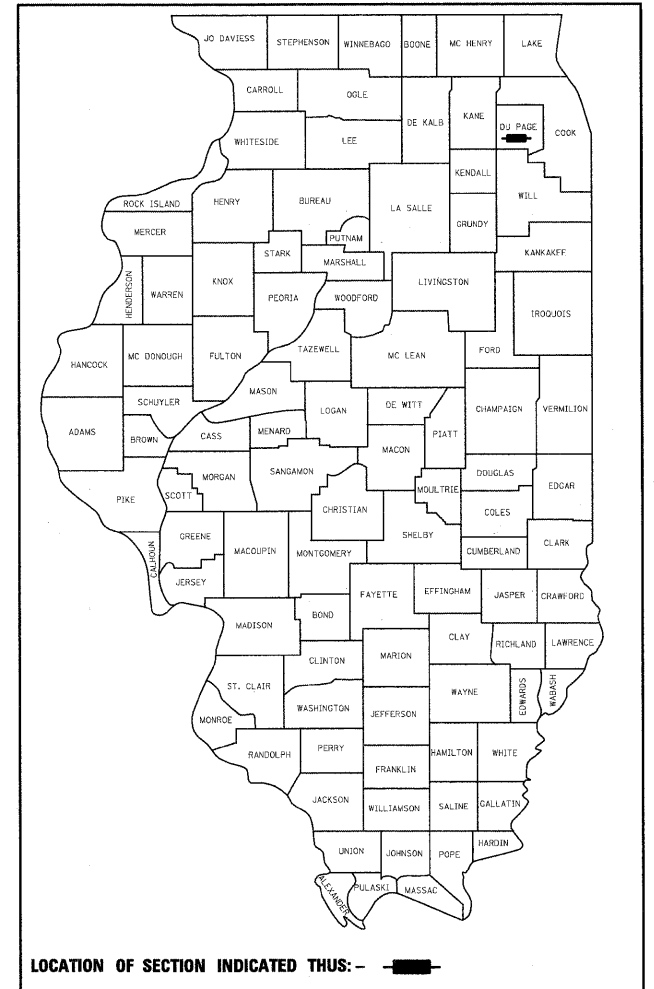 JO DAVIESS STEPHENSON WINNEBAGO BOONE MC HENRY LAKE
CARROLL OGLE DE KALB KANE DU PAGE COOK
WHITESIDE LEE
KENDALL WILL
ROCK ISLAND HENRY BUREAU LA SALLE GRUNDY
MERCER PUTNAM
STARK MARSHALL KANKAKEE
HENDERSON WARREN KNOX PEORIA WOODFORD LIVINGSTON IROQUOIS
HANCOCK MC DONOUGH FULTON TAZEWELL MC LEAN FORD
MASON
SCHUYLER LOGAN DE WITT CHAMPAIGN VERMILION
ADAMS BROWN CASS MENARD MACON PIATT
MORGAN SANGAMON DOUGLAS EDGAR
PIKE SCOTT CHRISTIAN MOULTRIE COLES
GREENE MACOUPIN MONTGOMERY SHELBY CUMBERLAND CLARK
CALHOUN JERSEY
FAYETTE EFFINGHAM JASPER CRAWFORD
MADISON BOND
CLAY RICHLAND LAWRENCE
CLINTON MARION
ST. CLAIR WAYNE EDWARDS WABASH
WASHINGTON JEFFERSON
MONROE
RANDOLPH PERRY HAMILTON WHITE
FRANKLIN
JACKSON WILLIAMSON SALINE GALLATIN
UNION JOHNSON POPE HARDIN
ALEXANDER PULASKI MASSAC
LOCATION OF SECTION INDICATED THUS: –